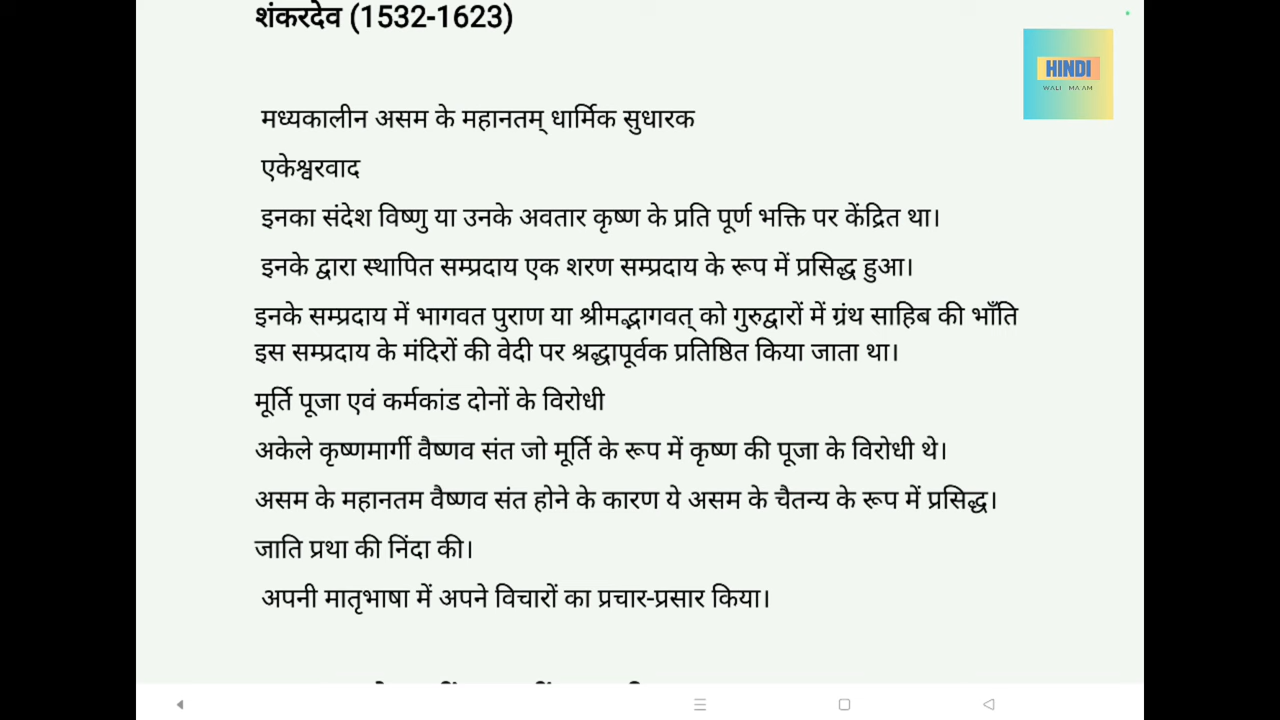 शंकरदेव (1532-1623)
HINDI
WALI MA AM
मध्यकालीन असम के महानतम् धार्मिक सुधारक
एकेश्वरवाद
इनका संदेश विष्णु या उनके अवतार कृष्ण के प्रति पूर्ण भक्ति पर केंद्रित था।
इनके द्वारा स्थापित सम्प्रदाय एक शरण सम्प्रदाय के रूप में प्रसिद्ध हुआ।
इनके सम्प्रदाय में भागवत पुराण या श्रीमद्भागवत् को गुरुद्वारों में ग्रंथ साहिब की भाँति
इस सम्प्रदाय के मंदिरों की वेदी पर श्रद्धापूर्वक प्रतिष्ठित किया जाता था।
मूर्ति पूजा एवं कर्मकांड दोनों के विरोधी
अकेले कृष्णमार्गी वैष्णव संत जो मूर्ति के रूप में कृष्ण की पूजा के विरोधी थे।
असम के महानतम वैष्णव संत होने के कारण ये असम के चैतन्य के रूप में प्रसिद्ध।
जाति प्रथा की निंदा की।
अपनी मातृभाषा में अपने विचारों का प्रचार-प्रसार किया।